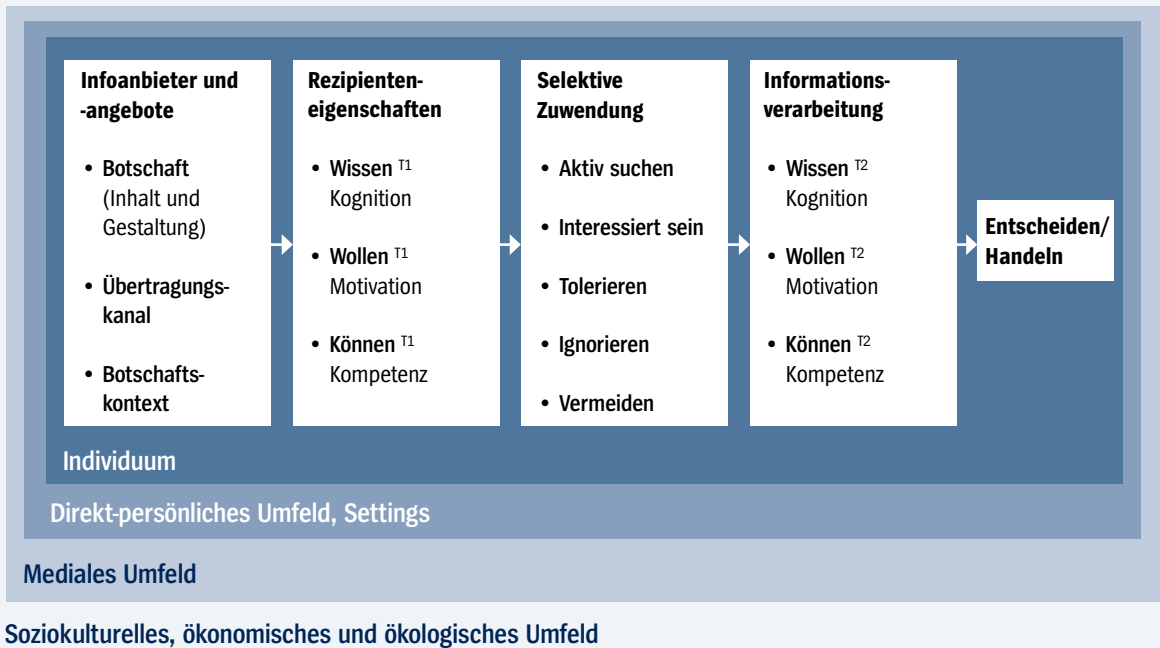 Infoanbieter und
-angebote
• Botschaft
(Inhalt und
Gestaltung)
• Übertragungs-
kanal
• Botschafts-
kontext
Rezipienten-
eigenschaften
• Wissen T1
Kognition
• Wollen T1
Motivation
• Können T1
Kompetenz
Selektive
Zuwendung
• Aktiv suchen
• Interessiert sein
• Tolerieren
• Ignorieren
• Vermeiden
Informations-
verarbeitung
• Wissen T2
Kognition
• Wollen T2
Motivation
• Können T2
Kompetenz
Entscheiden/
Handeln
Individuum
Direkt-persönliches Umfeld, Settings
Mediales Umfeld
Soziokulturelles, ökonomisches und ökologisches Umfeld